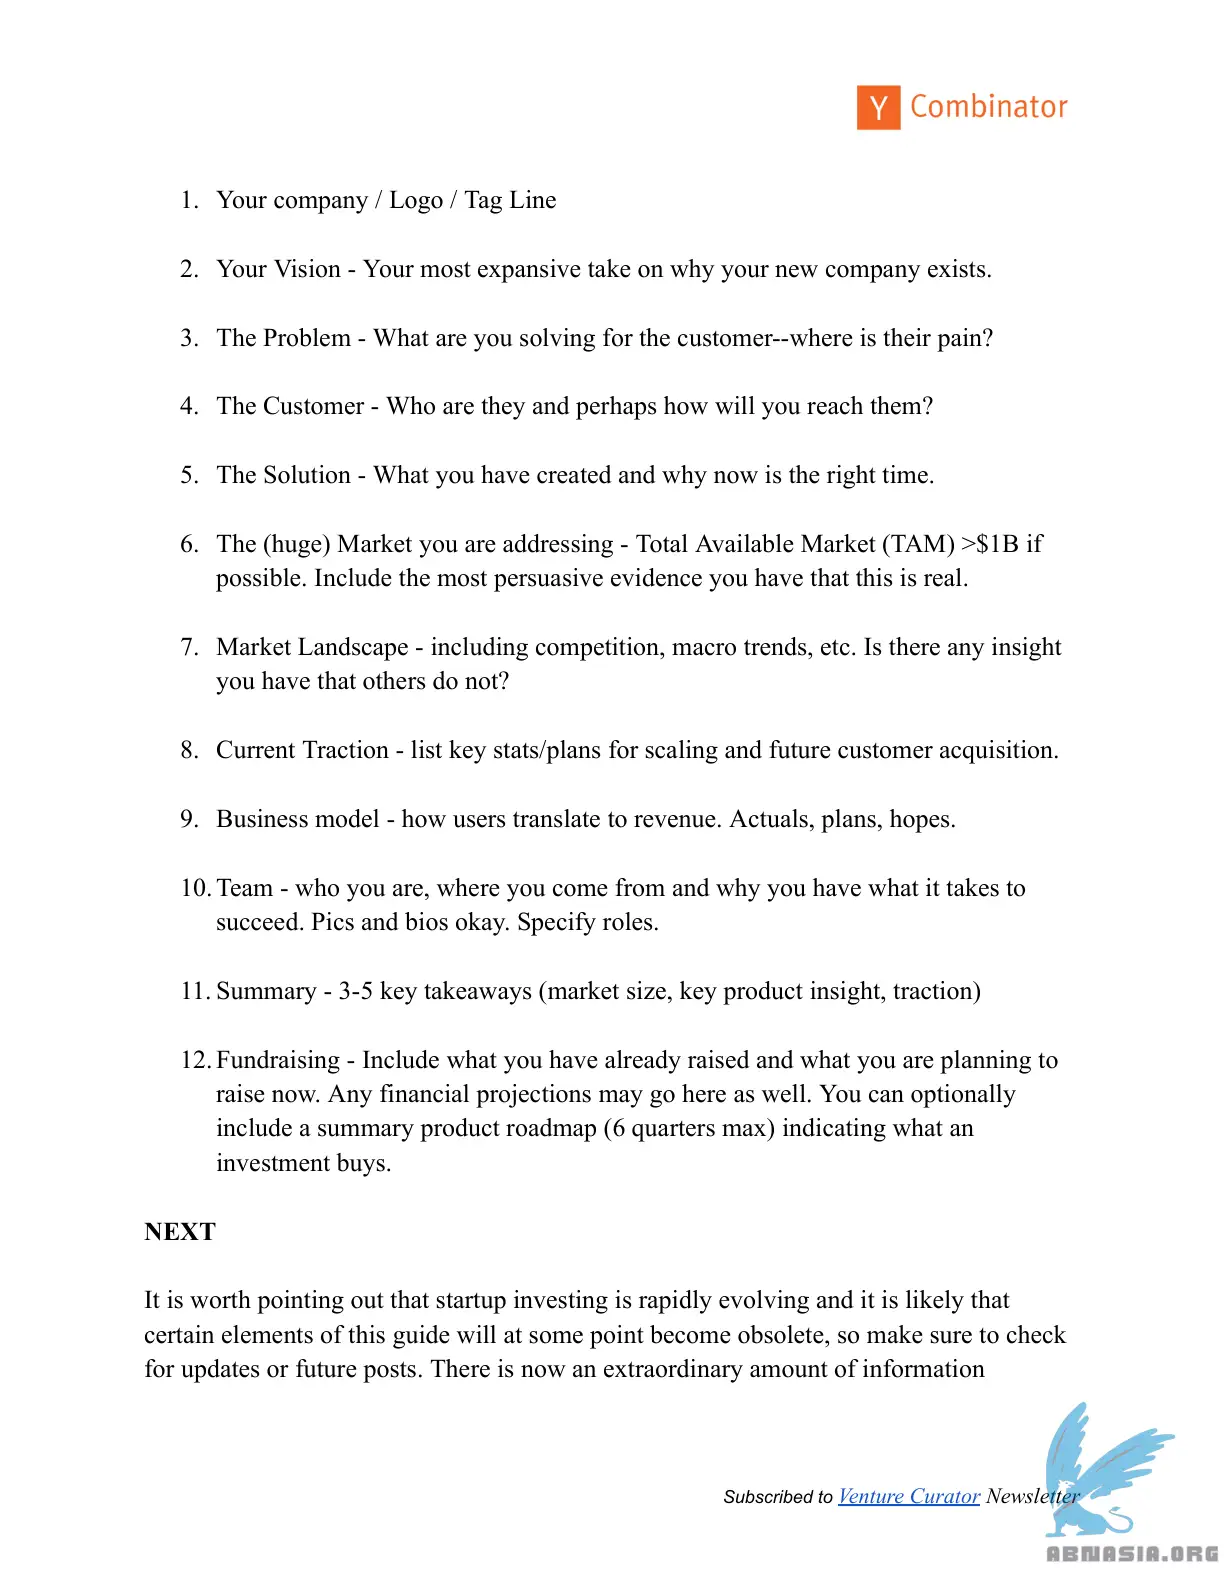 Y Combinator
1. Your company / Logo / Tag Line
2. Your Vision - Your most expansive take on why your new company exists.
3. The Problem - What are you solving for the customer--where is their pain?
4. The Customer - Who are they and perhaps how will you reach them?
5. The Solution - What you have created and why now is the right time.
6. The (huge) Market you are addressing - Total Available Market (TAM) >$1B if
possible. Include the most persuasive evidence you have that this is real.
7. Market Landscape - including competition, macro trends, etc. Is there any insight
you have that others do not?
8. Current Traction - list key stats/plans for scaling and future customer acquisition.
9. Business model - how users translate to revenue. Actuals, plans, hopes.
10. Team - who you are, where you come from and why you have what it takes to
succeed. Pics and bios okay. Specify roles.
11. Summary - 3-5 key takeaways (market size, key product insight, traction)
12. Fundraising - Include what you have already raised and what you are planning to
raise now. Any financial projections may go here as well. You can optionally
include a summary product roadmap (6 quarters max) indicating what an
investment buys.
NEXT
It is worth pointing out that startup investing is rapidly evolving and it is likely that
certain elements of this guide will at some point become obsolete, so make sure to check
for updates or future posts. There is now an extraordinary amount of information
Subscribed to Venture Curator Newsletter
ABNASIA.ORG